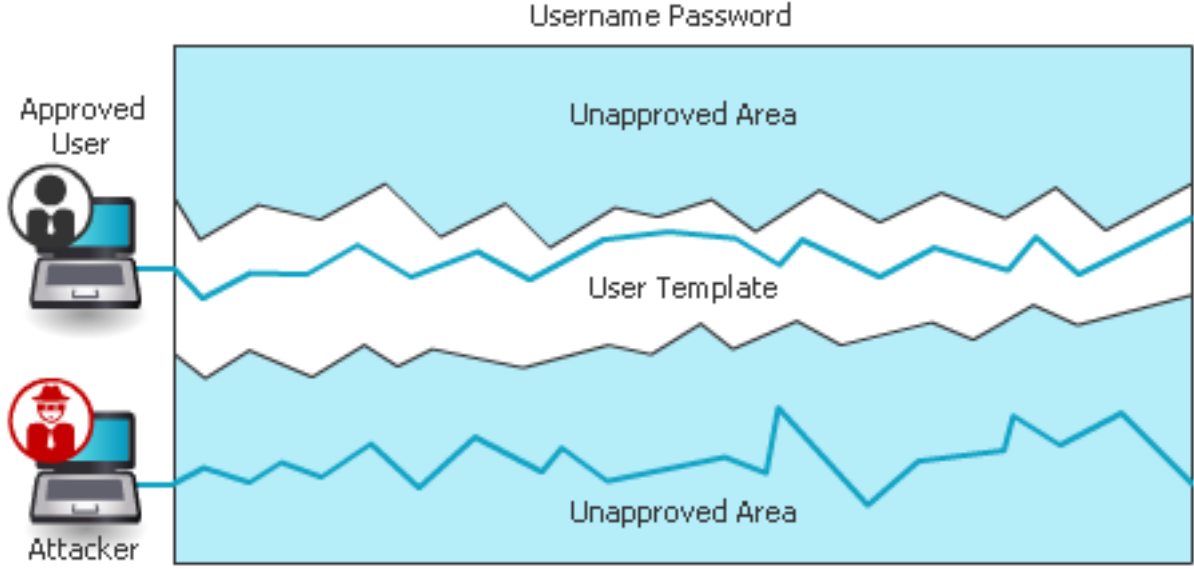 Username Password
Unapproved Area
Approved
User
User Template
Unapproved Area
Attacker